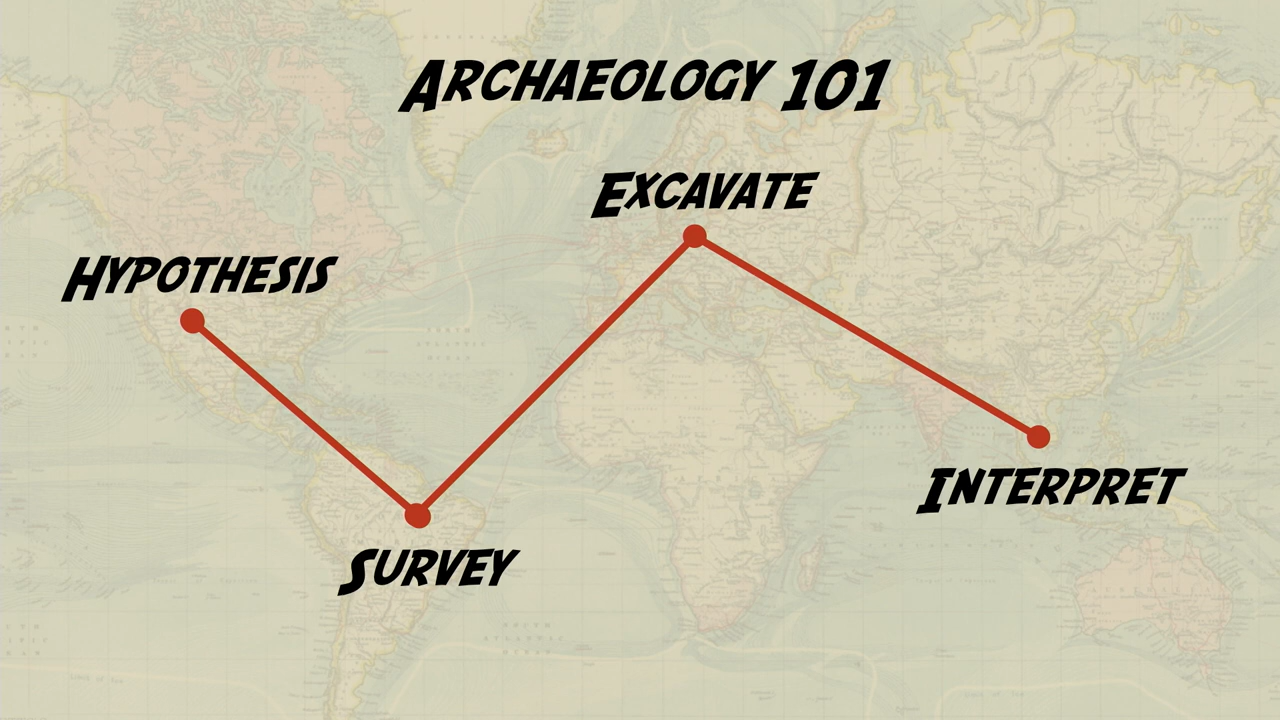 Archaeology 101
Excavate
Hypothesis
Interpret
Survey